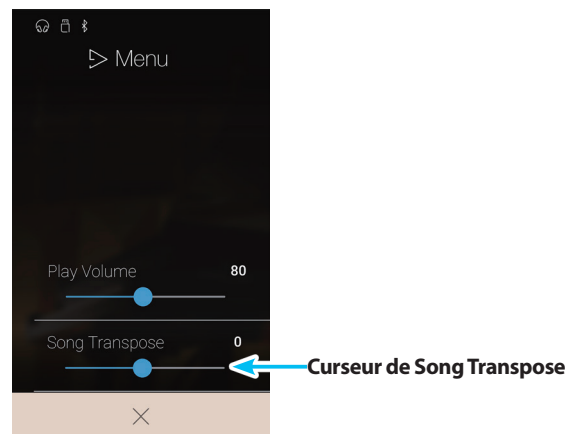 Menu
Play Volume 80
Song Transpose 0
Curseur de Song Transpose